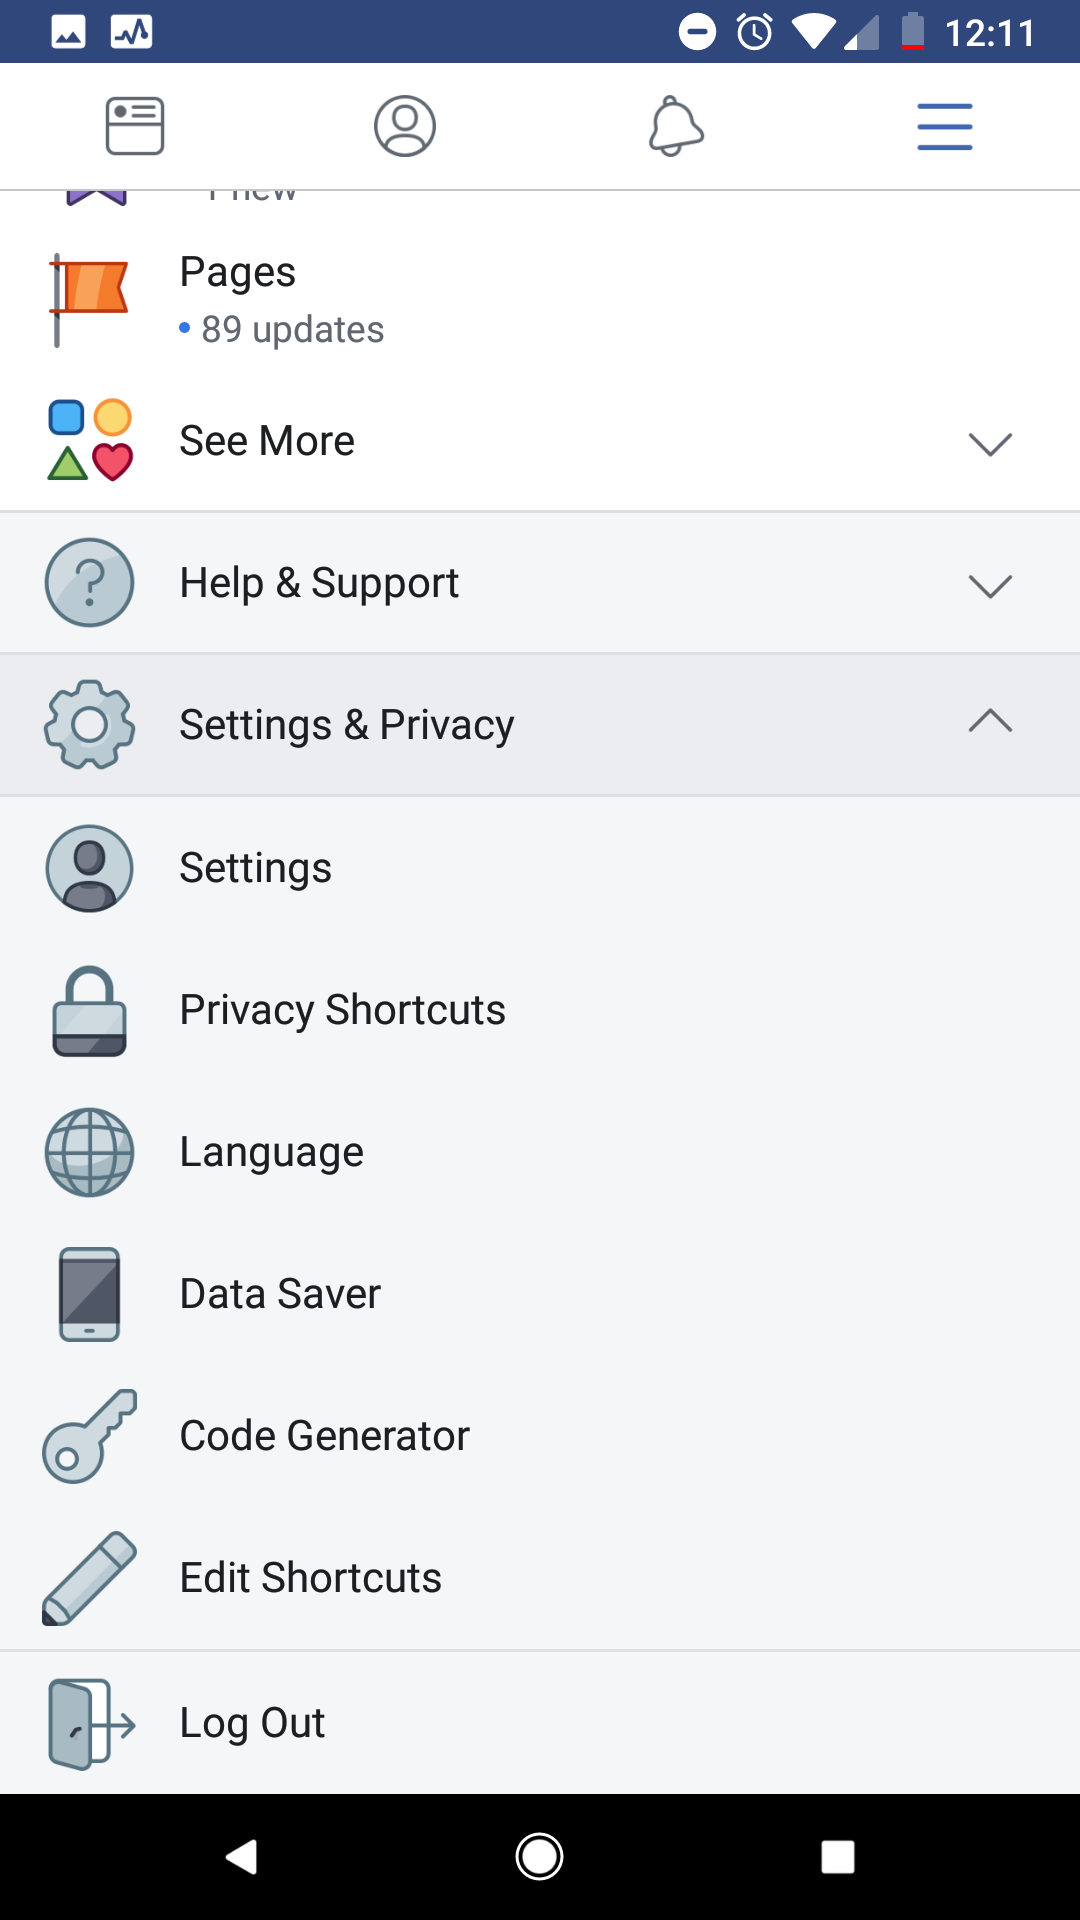 12:11
1 new
Pages
• 89 updates
See More
Help & Support
Settings & Privacy
Settings
Privacy Shortcuts
Language
Data Saver
Code Generator
Edit Shortcuts
Log Out